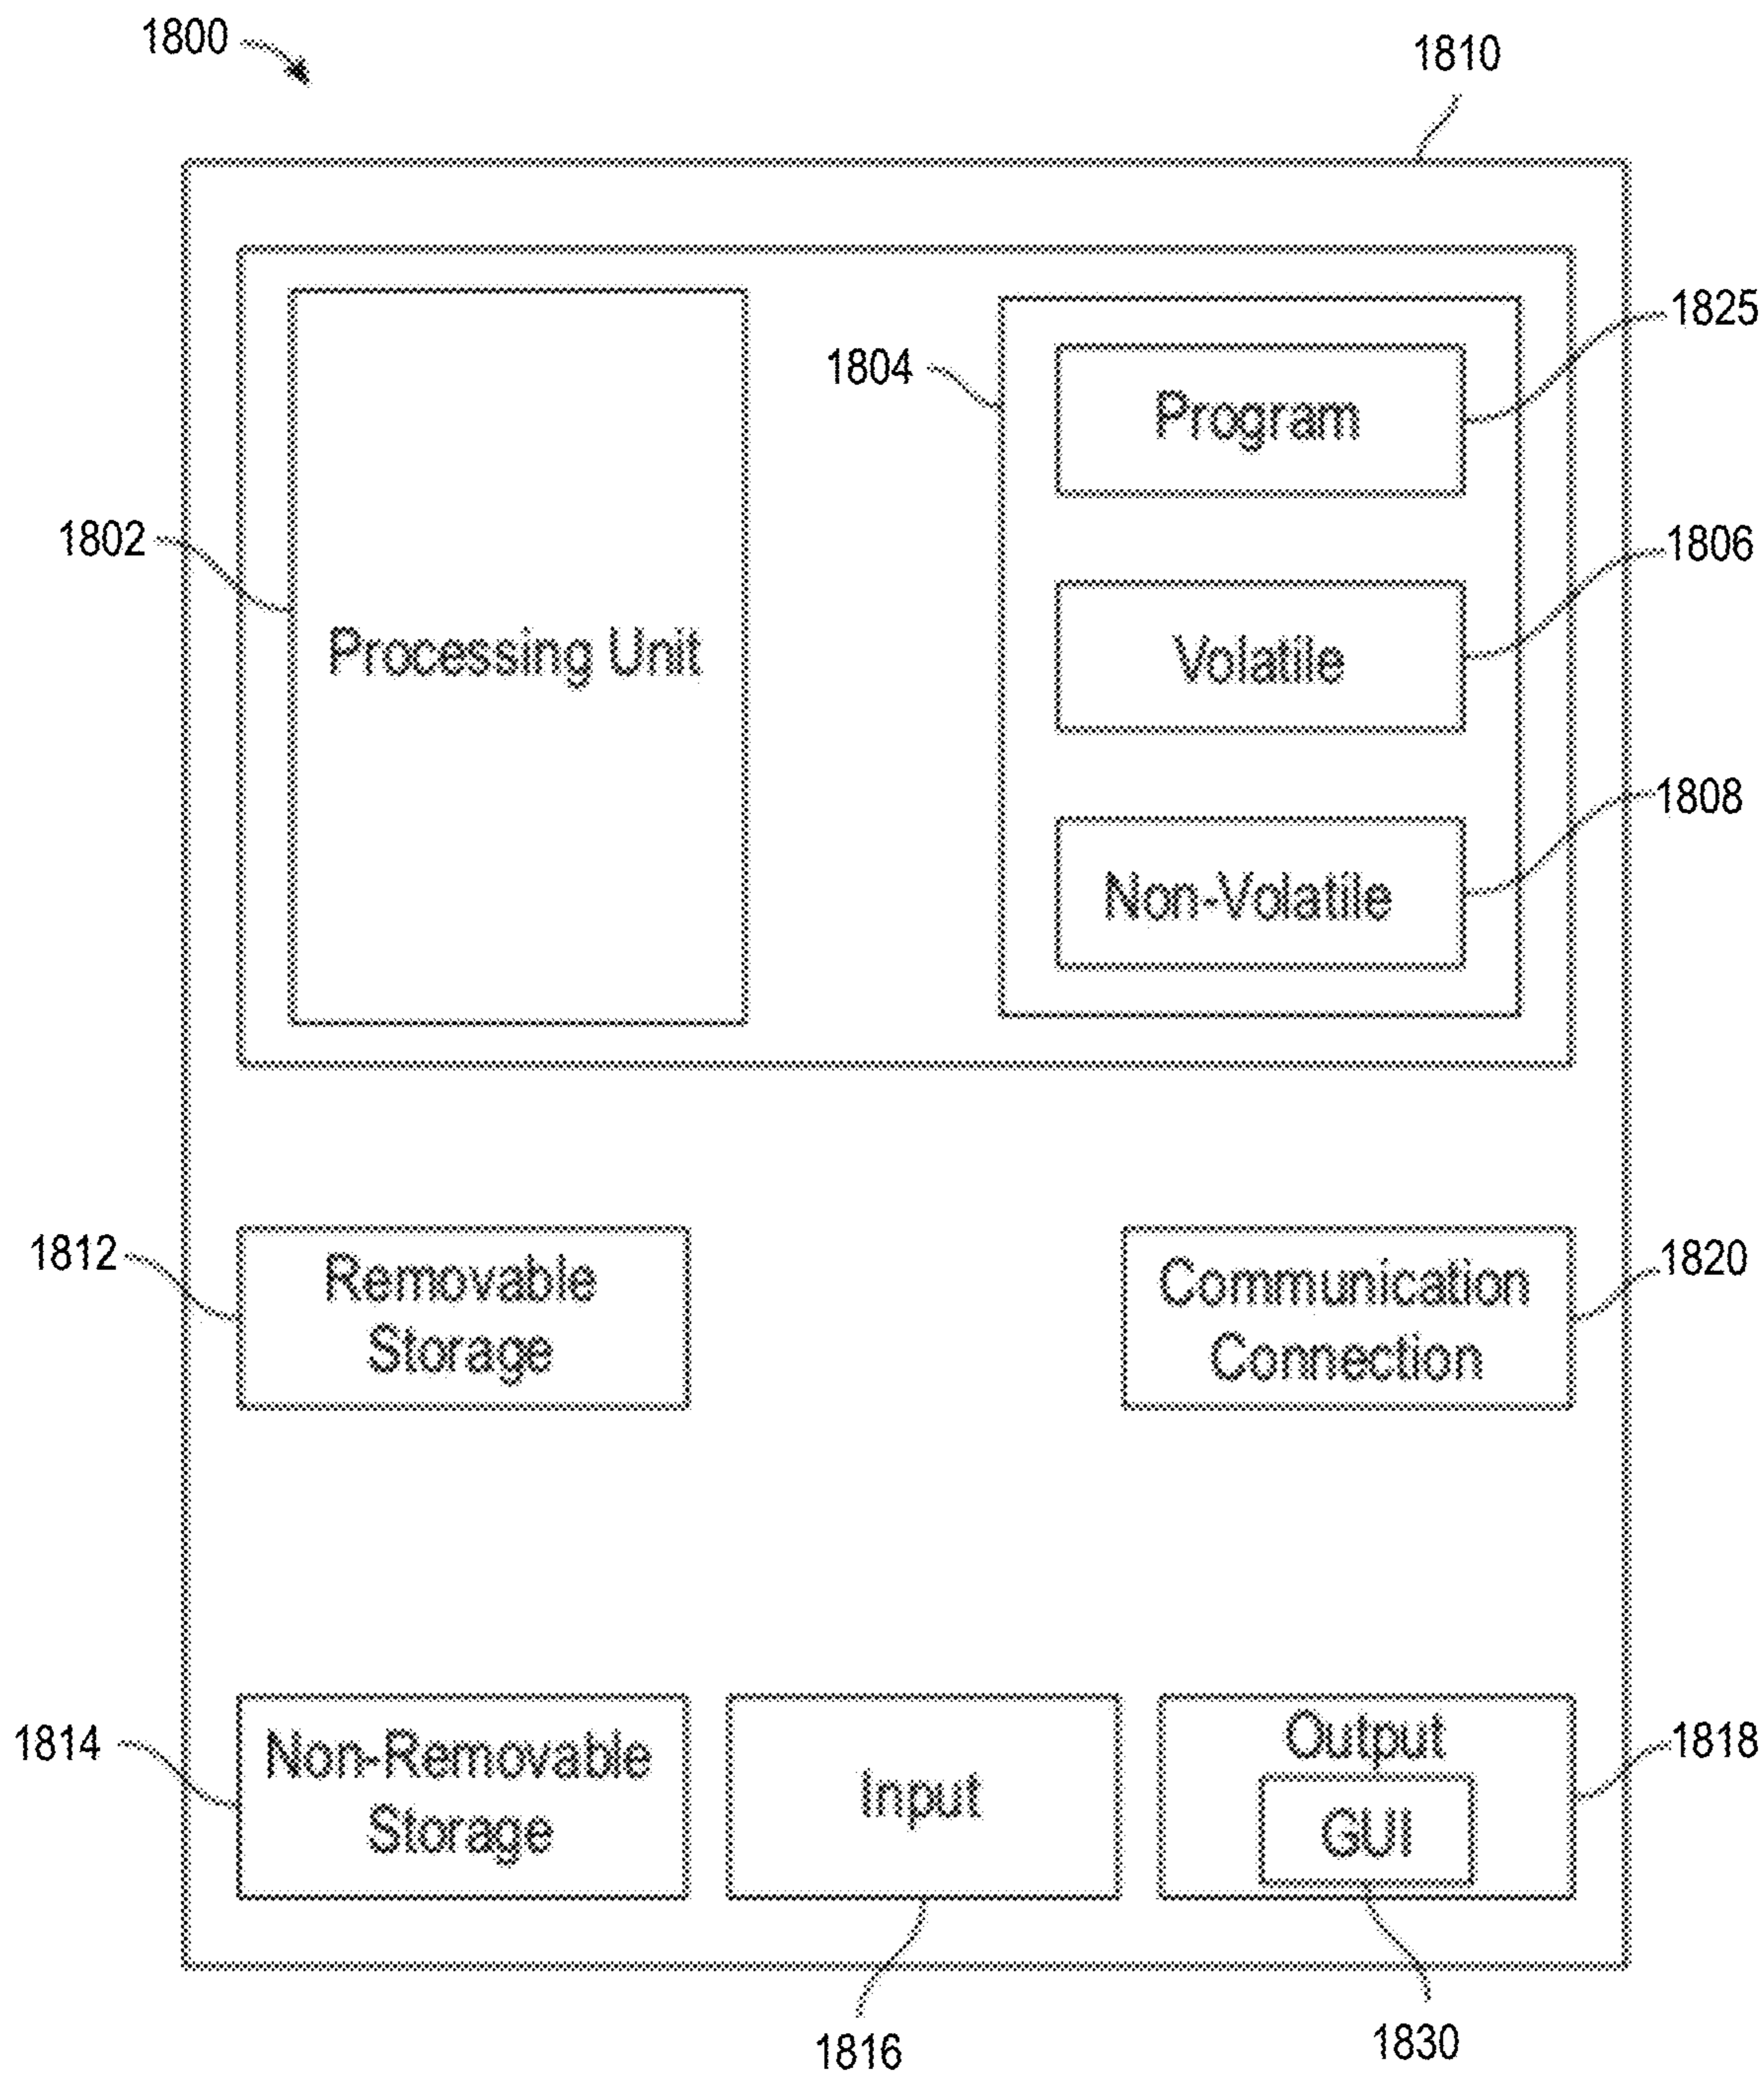 1800
1810
1825
1804
Program
1802
1806
Processing Unit
Volatile
1808
Non-Volatile
1812
Removable
Storage
Communication
Connection
1820
1814
Non-Removable
Storage
Input
Output
GUI
1818
1816
1830